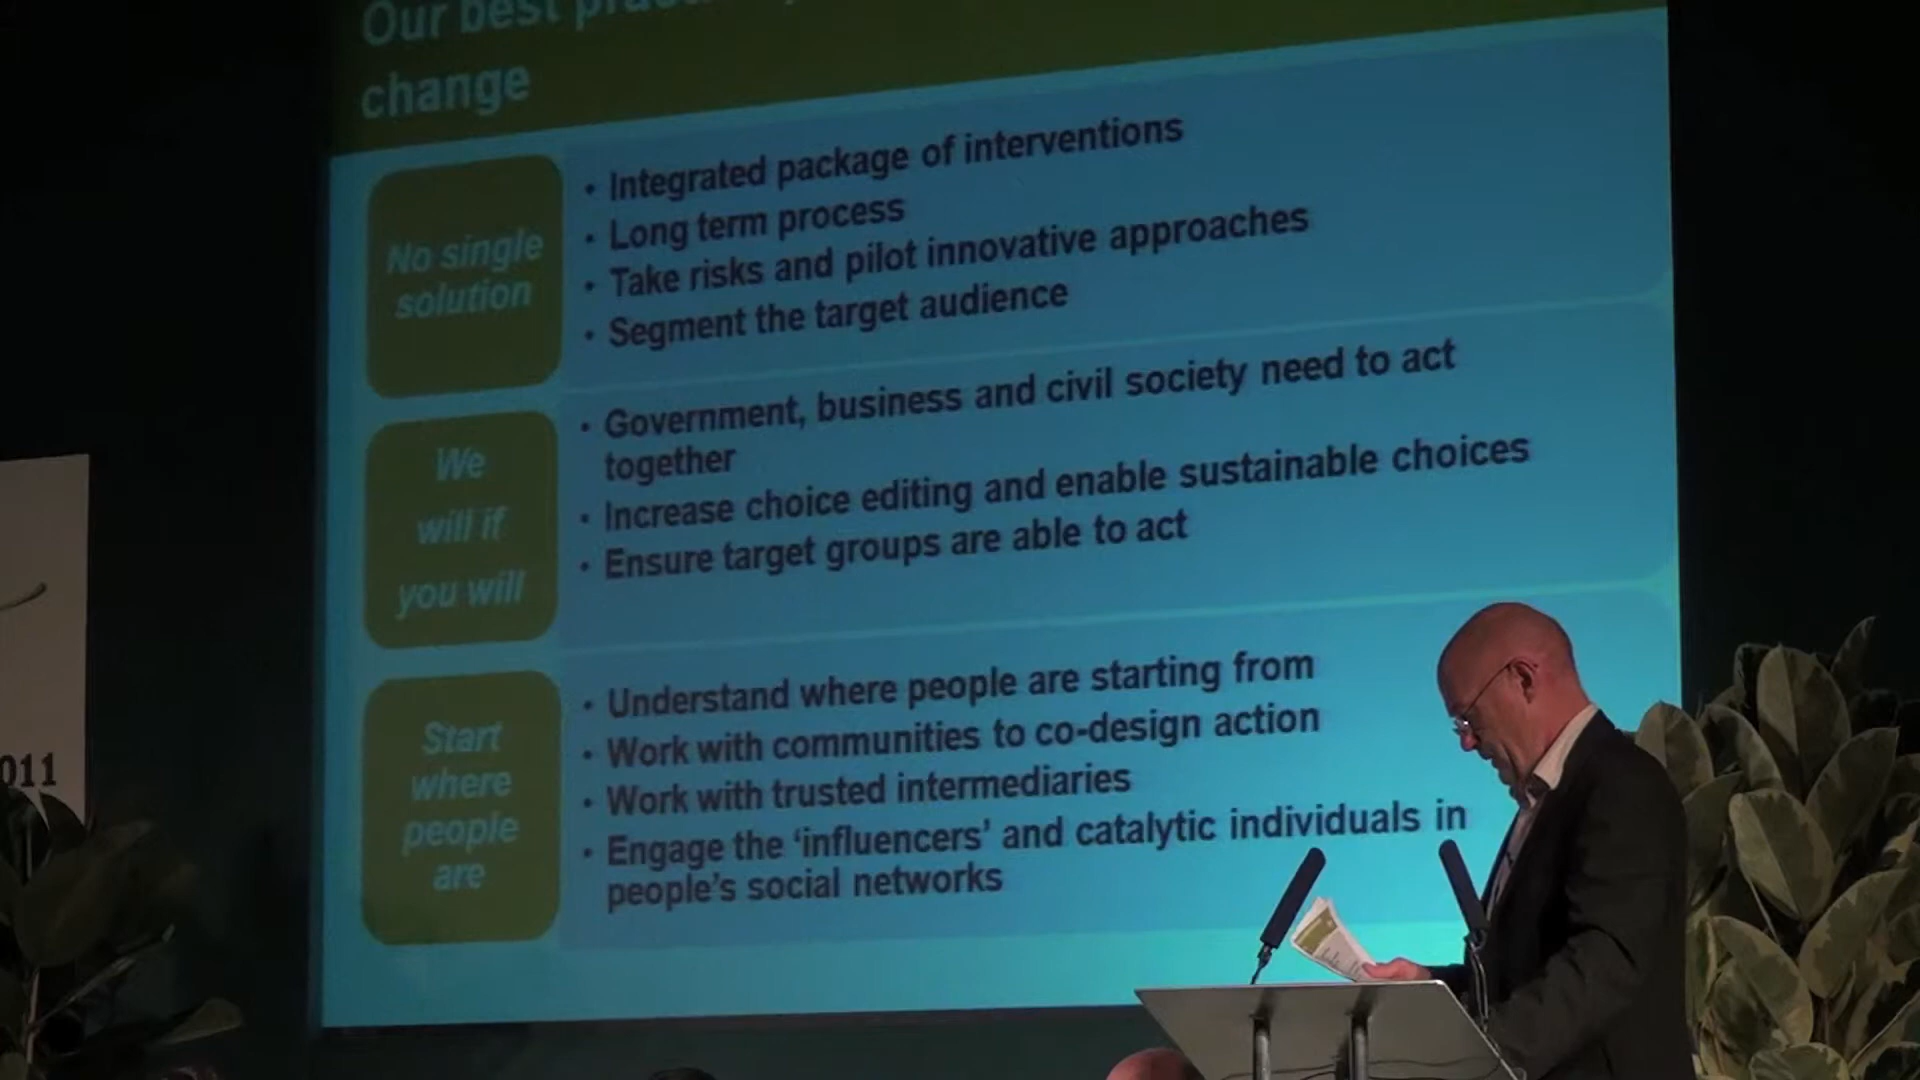 Our best
change
No single
solution
• Integrated package of interventions
• Long term process
• Take risks and pilot innovative approaches
• Segment the target audience
We
will if
you will
• Government, business and civil society need to act
together
• Increase choice editing and enable sustainable choices
• Ensure target groups are able to act
Start
where
people
are
• Understand where people are starting from
• Work with communities to co-design action
• Work with trusted intermediaries
• Engage the ‘influencers’ and catalytic individuals in
people’s social networks
011